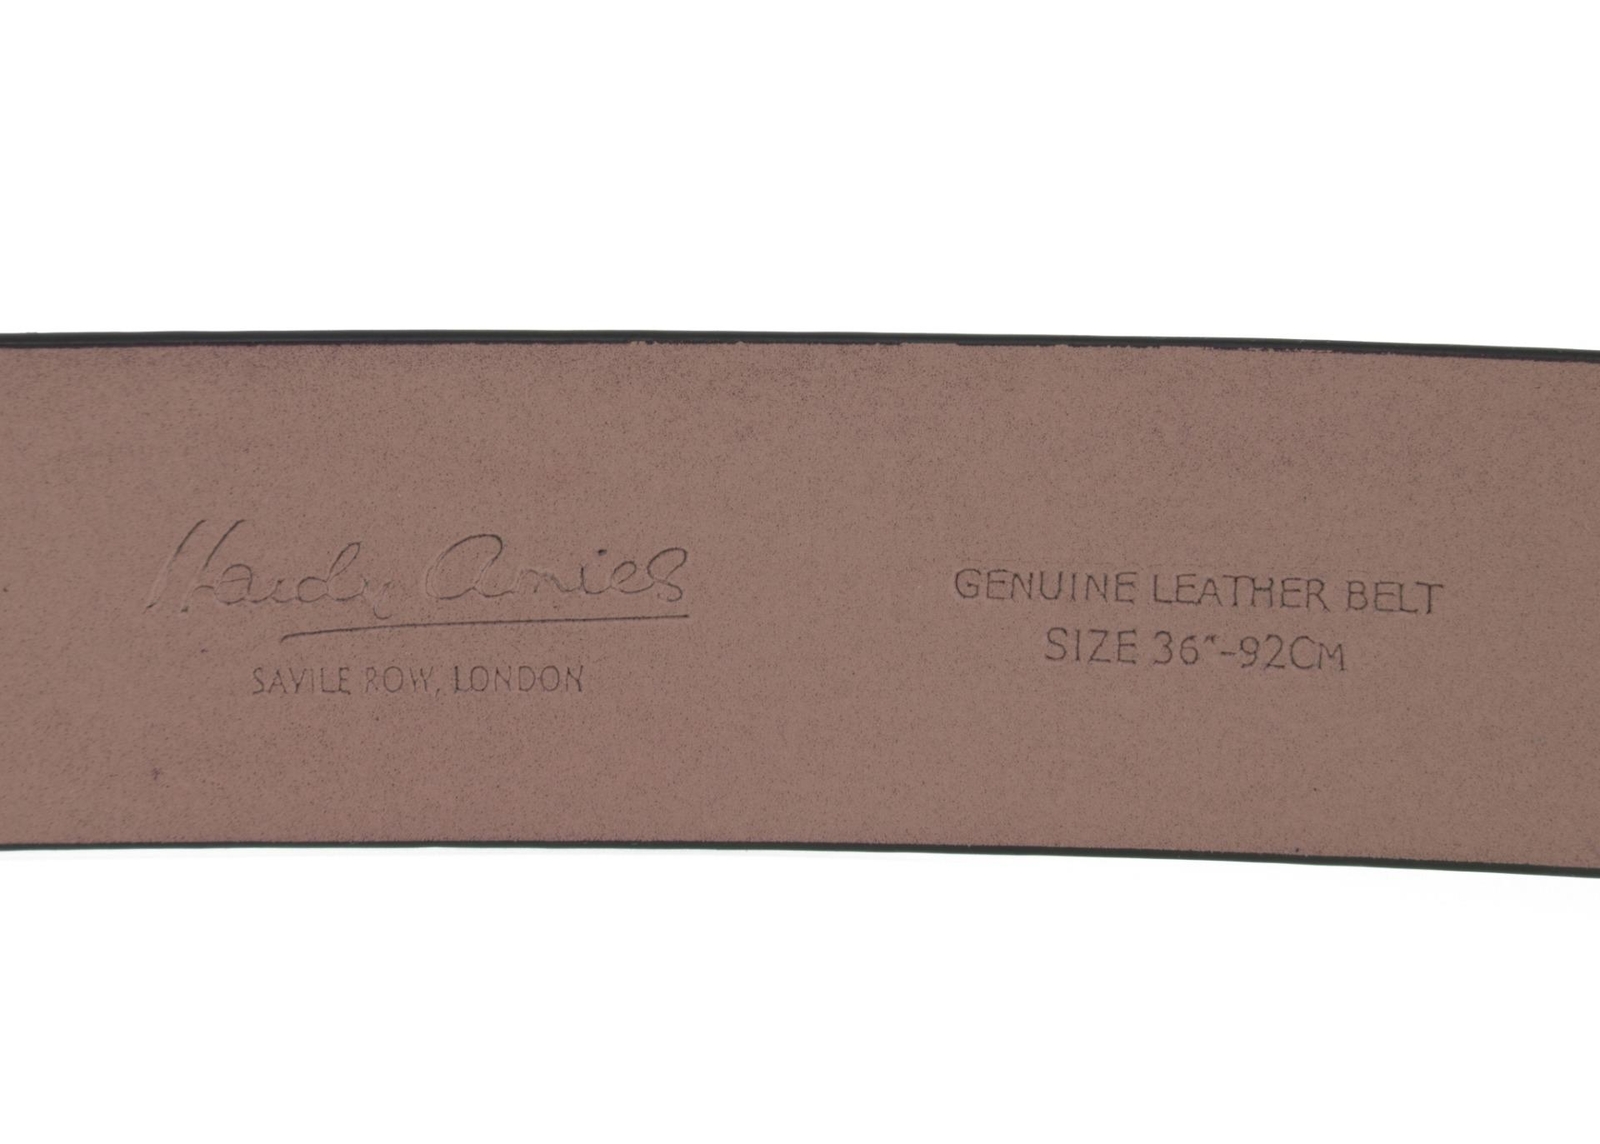 Hardy Amies
SAVILE ROW, LONDON
GENUINE LEATHER BELT
SIZE 36"-92CM